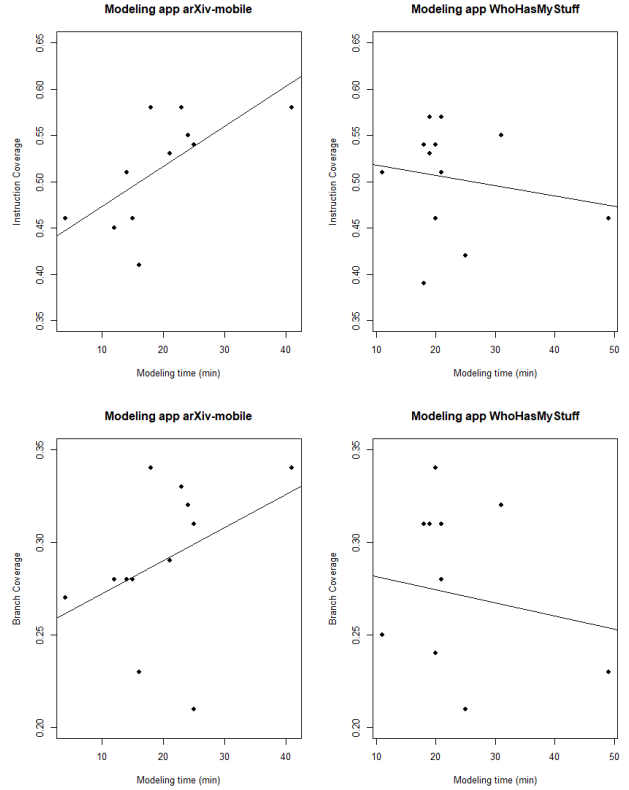 Modeling app arXiv-mobile
Modeling app WhoHasMyStuff
0.65
0.60
0.55
0.50
0.45
0.40
0.35
Instruction Coverage
10 20 30 40
Modeling time (min)
0.65
0.60
0.55
0.50
0.45
0.40
0.35
Instruction Coverage
10 20 30 40 50
Modeling time (min)
Modeling app arXiv-mobile
Modeling app WhoHasMyStuff
0.35
0.30
0.25
0.20
Branch Coverage
10 20 30 40
Modeling time (min)
0.35
0.30
0.25
0.20
Branch Coverage
10 20 30 40 50
Modeling time (min)